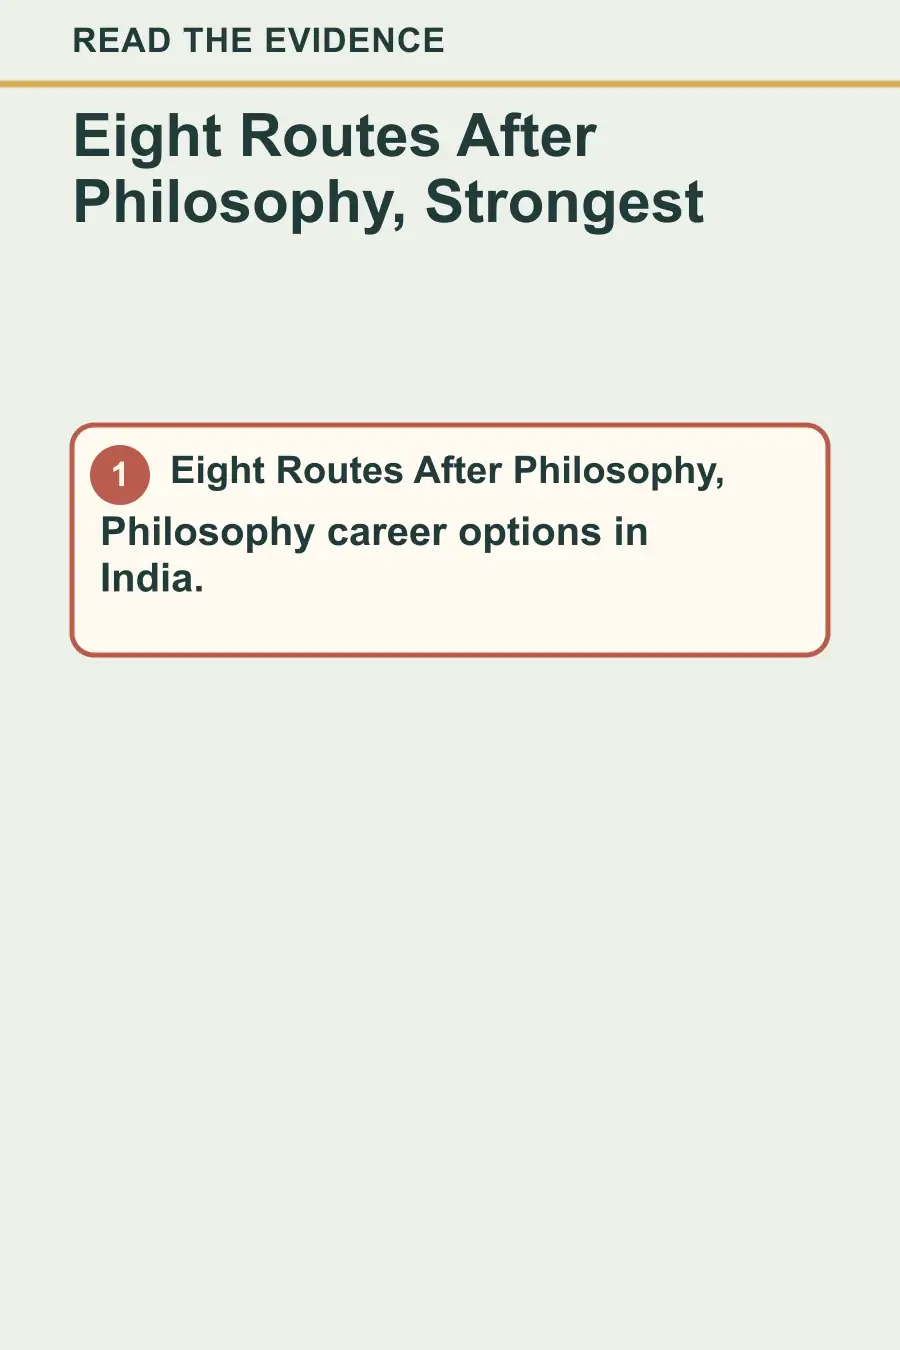 READ THE EVIDENCE
Eight Routes After
Philosophy, Strongest
1 Eight Routes After Philosophy,
Philosophy career options in
India.